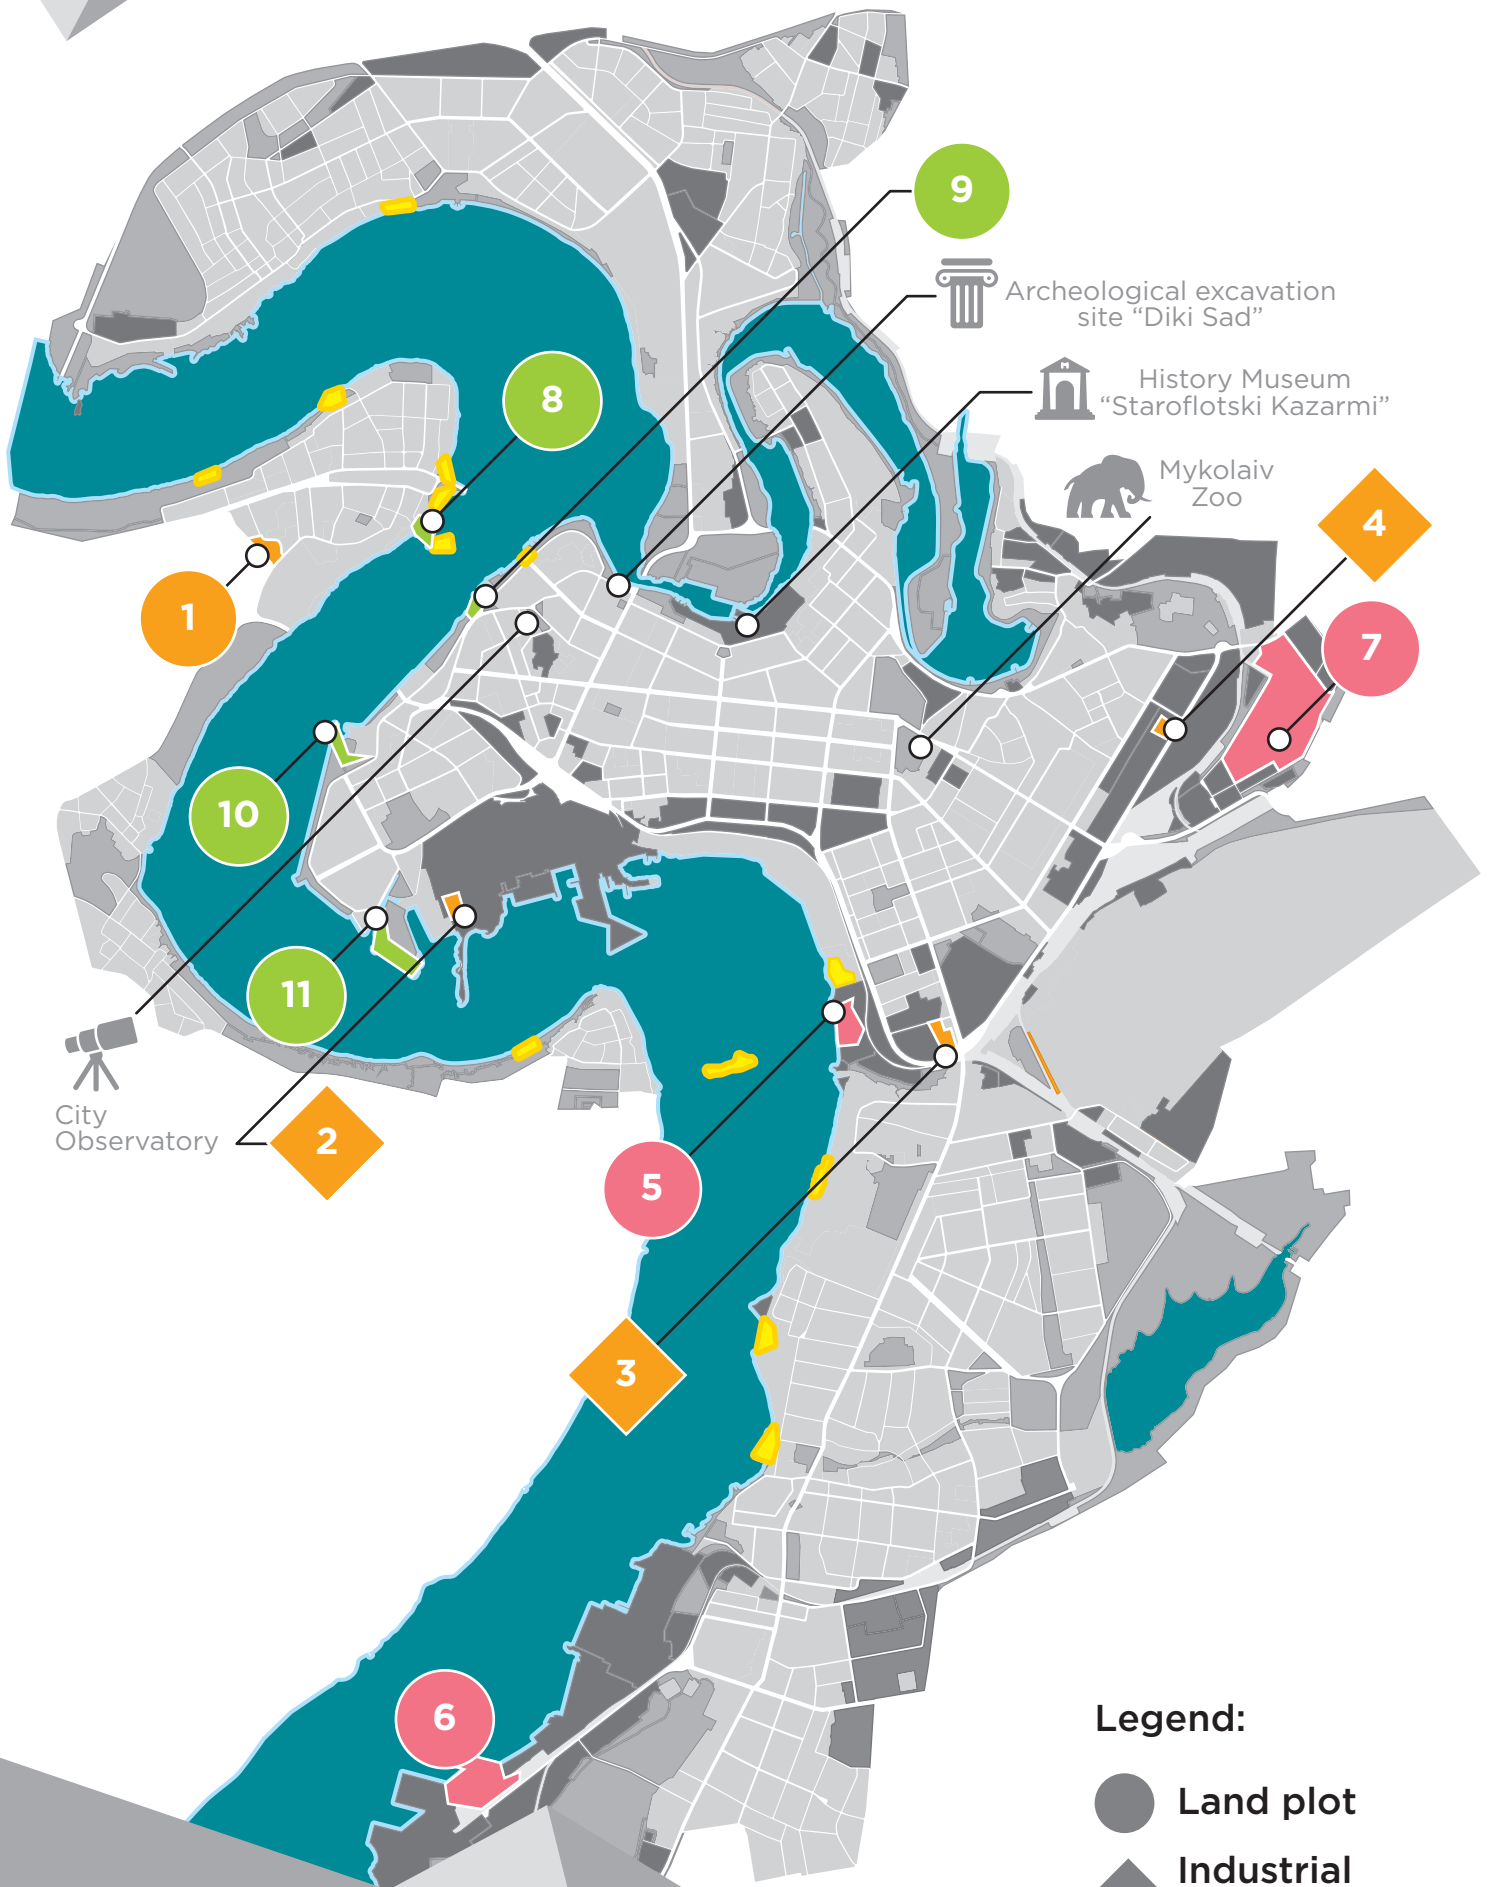 9
Archeological excavation
site “Diki Sad”
History Museum
“Staroflotski Kazarmi”
8
Mykolaiv
Zoo
4
1
7
10
11
City
Observatory
2
5
3
6
Legend:
Land plot
Industrial